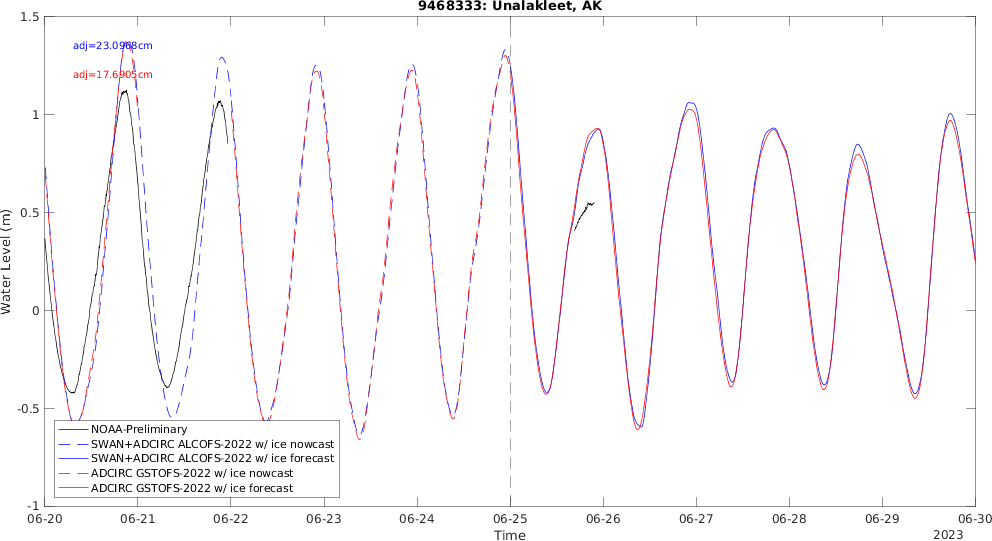 9468333: Unalakleet, AK
1.5
adj=23.0968cm
adj=17.6905cm
1
0.5
Water Level (m)
0
-0.5
NOAA-Preliminary
SWAN+ADCIRC ALCOFS-2022 w/ ice nowcast
SWAN+ADCIRC ALCOFS-2022 w/ ice forecast
ADCIRC GSTOFS-2022 w/ ice nowcast
ADCIRC GSTOFS-2022 w/ ice forecast
-1
06-20 06-21 06-22 06-23 06-24 06-25 06-26 06-27 06-28 06-29 06-30
Time
2023